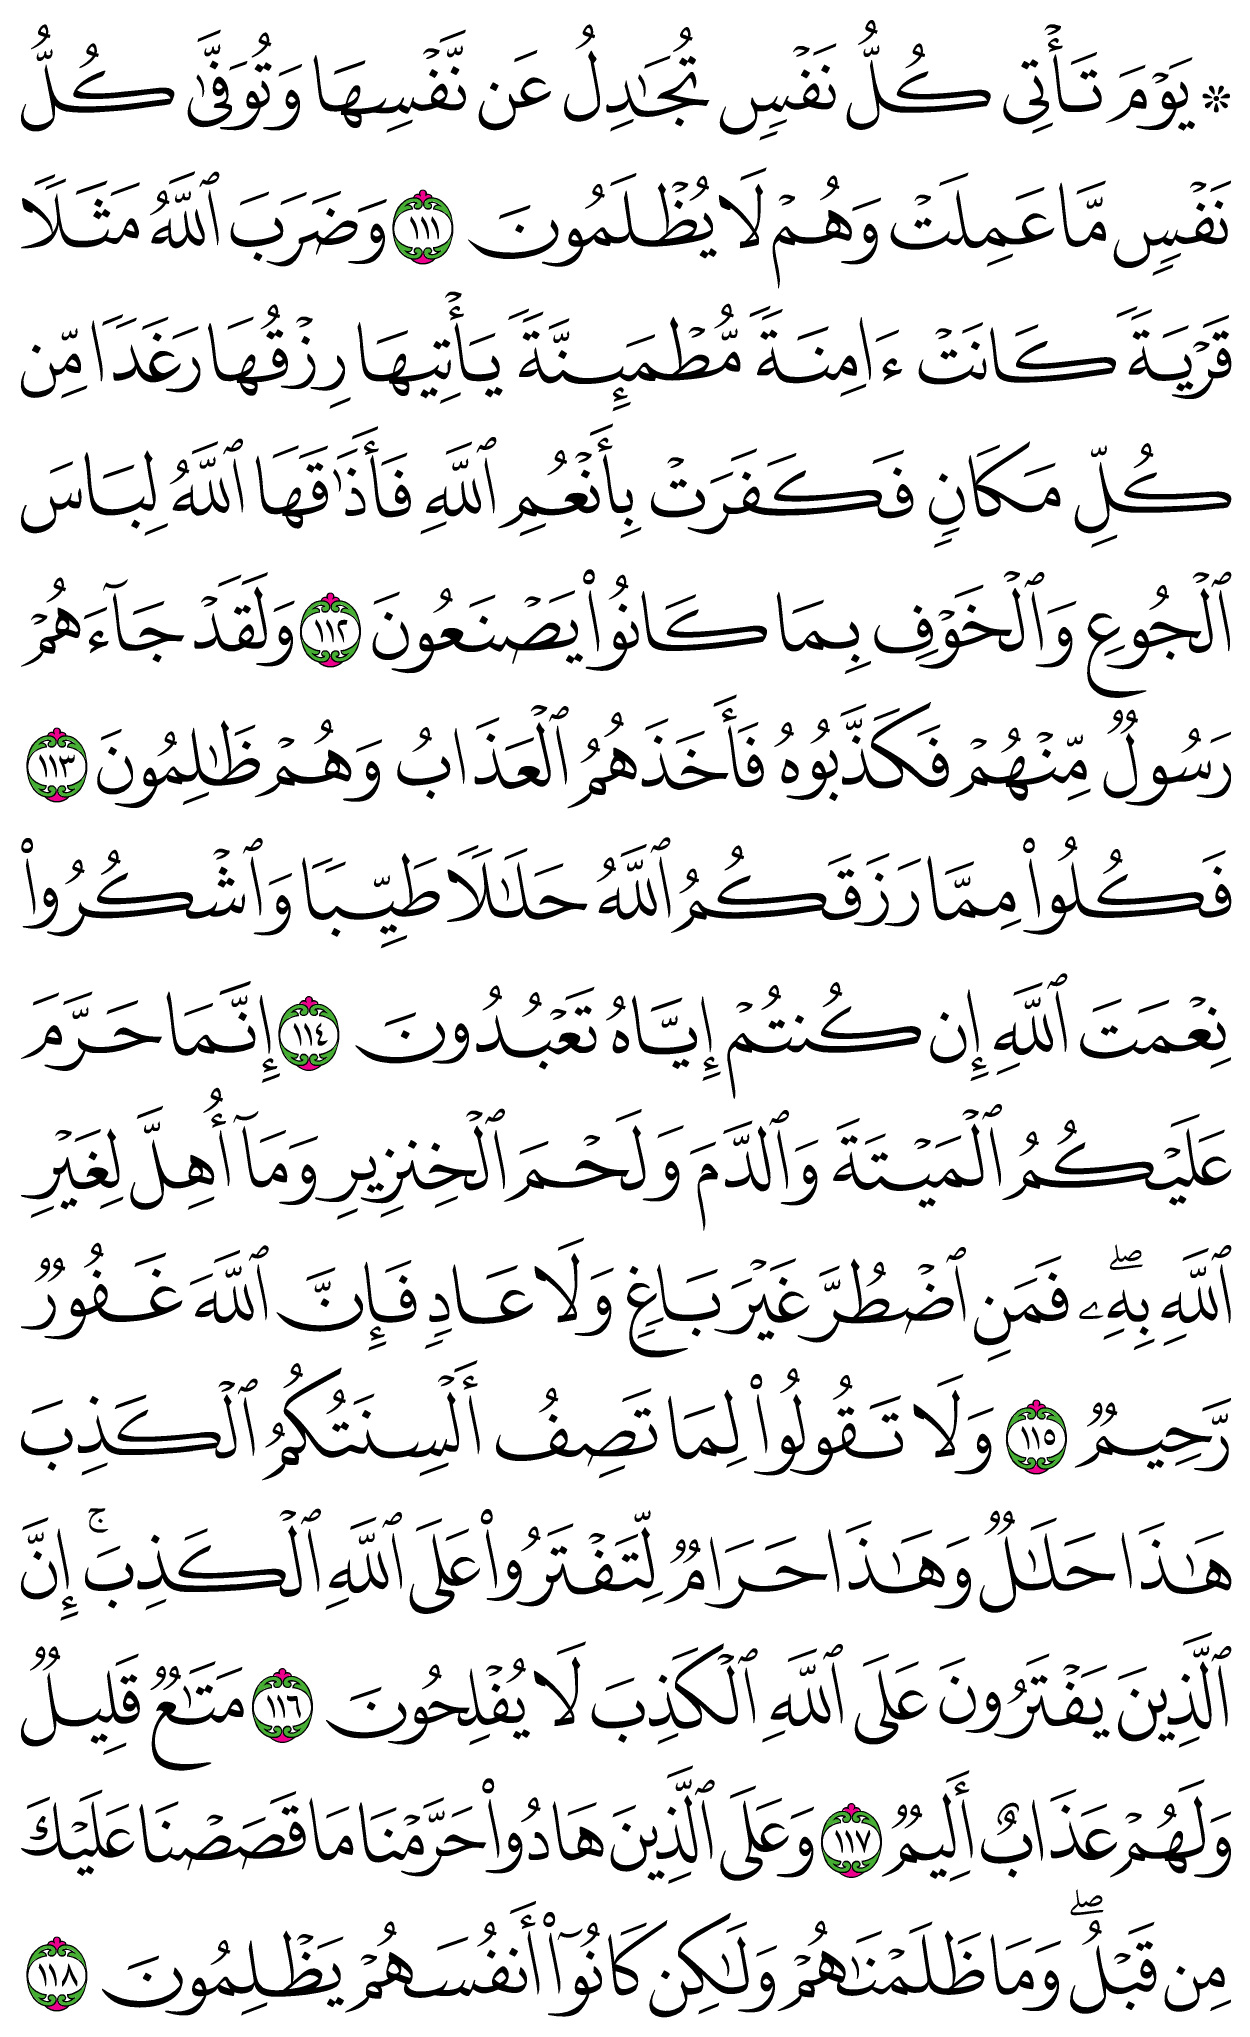 ۞ يَوۡمَ تَأۡتِي كُلُّ نَفۡسٖ تُجَٰدِلُ عَن نَّفۡسِهَا وَتُوَفَّىٰ كُلُّ
نَفۡسٖ مَّا عَمِلَتۡ وَهُمۡ لَا يُظۡلَمُونَ ١١١ وَضَرَبَ ٱللَّهُ مَثَلٗا
قَرۡيَةٗ كَانَتۡ ءَامِنَةٗ مُّطۡمَئِنَّةٗ يَأۡتِيهَا رِزۡقُهَا رَغَدٗا مِّن
كُلِّ مَكَانٖ فَكَفَرَتۡ بِأَنۡعُمِ ٱللَّهِ فَأَذَٰقَهَا ٱللَّهُ لِبَاسَ
ٱلۡجُوعِ وَٱلۡخَوۡفِ بِمَا كَانُواْ يَصۡنَعُونَ ١١٢ وَلَقَدۡ جَآءَهُمۡ
رَسُولٞ مِّنۡهُمۡ فَكَذَّبُوهُ فَأَخَذَهُمُ ٱلۡعَذَابُ وَهُمۡ ظَٰلِمُونَ ١١٣
فَكُلُواْ مِمَّا رَزَقَكُمُ ٱللَّهُ حَلَٰلٗا طَيِّبٗا وَٱشۡكُرُواْ
نِعۡمَتَ ٱللَّهِ إِن كُنتُمۡ إِيَّاهُ تَعۡبُدُونَ ١١٤ إِنَّمَا حَرَّمَ
عَلَيۡكُمُ ٱلۡمَيۡتَةَ وَٱلدَّمَ وَلَحۡمَ ٱلۡخِنزِيرِ وَمَآ أُهِلَّ لِغَيۡرِ
ٱللَّهِ بِهِۦۖ فَمَنِ ٱضۡطُرَّ غَيۡرَ بَاغٖ وَلَا عَادٖ فَإِنَّ ٱللَّهَ غَفُورٞ
رَّحِيمٞ ١١٥ وَلَا تَقُولُواْ لِمَا تَصِفُ أَلۡسِنَتُكُمُ ٱلۡكَذِبَ
هَٰذَا حَلَٰلٞ وَهَٰذَا حَرَامٞ لِّتَفۡتَرُواْ عَلَى ٱللَّهِ ٱلۡكَذِبَۚ إِنَّ
ٱلَّذِينَ يَفۡتَرُونَ عَلَى ٱللَّهِ ٱلۡكَذِبَ لَا يُفۡلِحُونَ ١١٦ مَتَٰعٞ قَلِيلٞ
وَلَهُمۡ عَذَابٌ أَلِيمٞ ١١٧ وَعَلَى ٱلَّذِينَ هَادُواْ حَرَّمۡنَا مَا قَصَصۡنَا عَلَيۡكَ
مِن قَبۡلُۖ وَمَا ظَلَمۡنَٰهُمۡ وَلَٰكِن كَانُوٓاْ أَنفُسَهُمۡ يَظۡلِمُونَ ١١٨